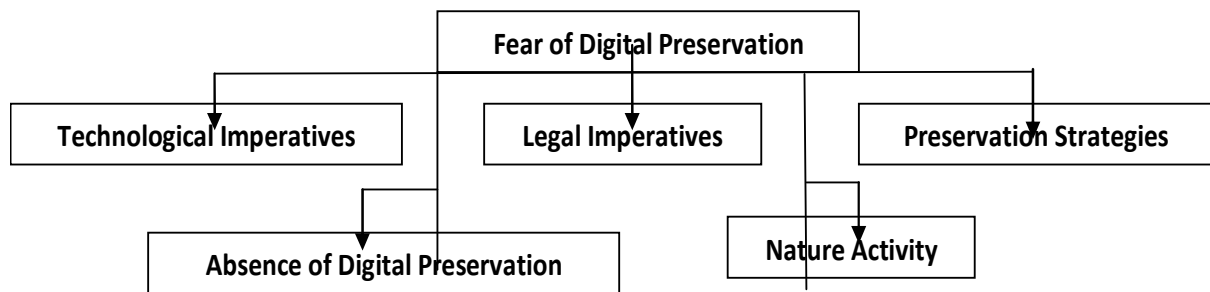 Fear of Digital Preservation
Technological Imperatives
Legal Imperatives
Preservation Strategies
Absence of Digital Preservation
Nature Activity